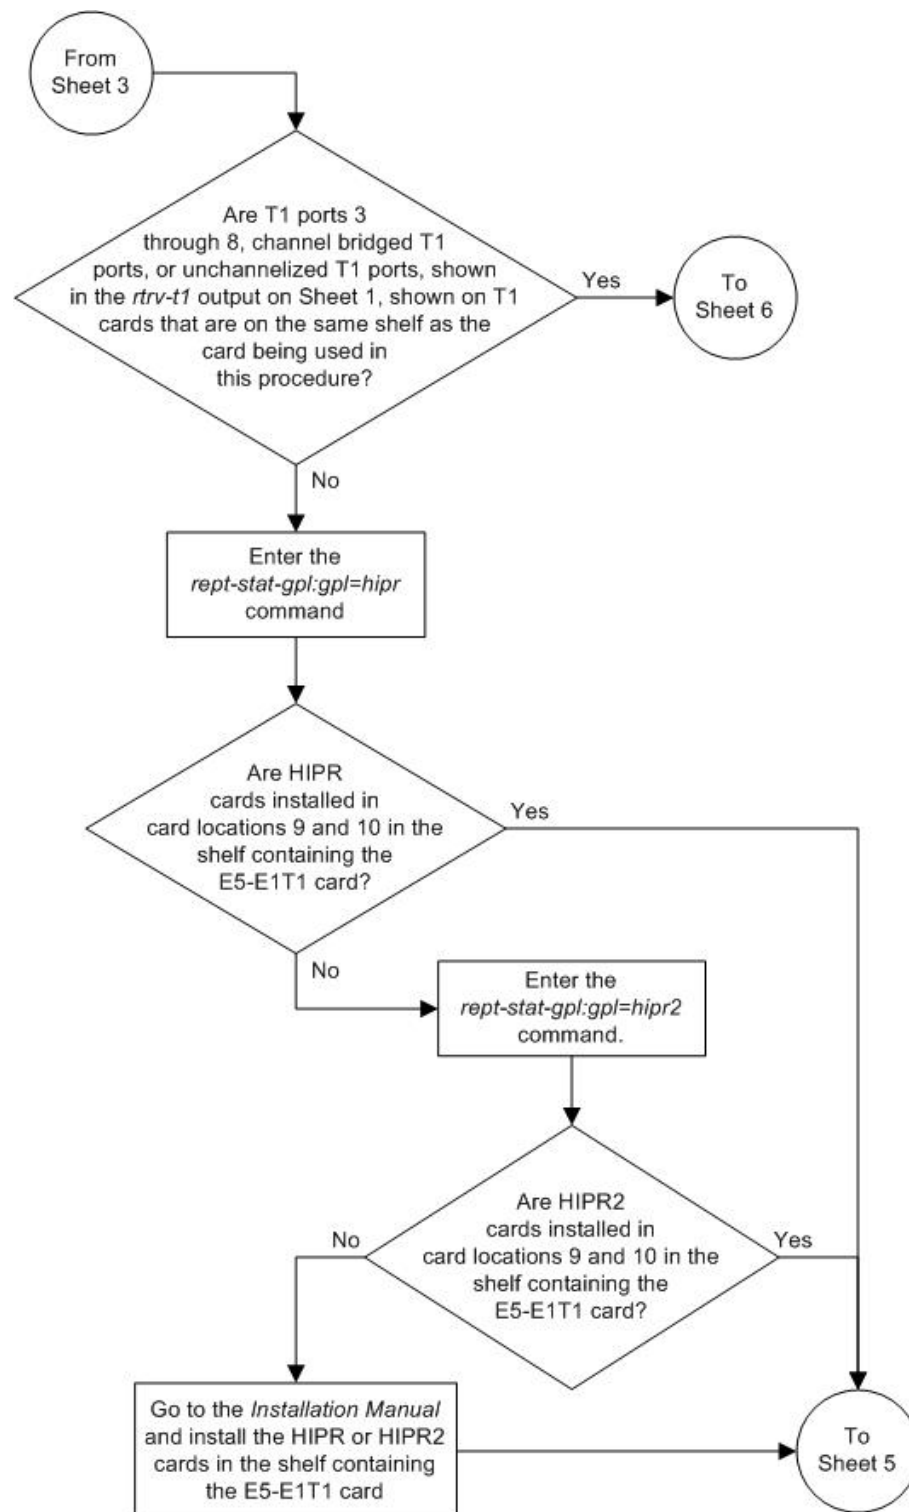 From
Sheet 3
Are T1 ports 3
through 8, channel bridged T1
ports, or unchannelized T1 ports, shown
in the rtrv-t1 output on Sheet 1, shown on T1
cards that are on the same shelf as the
card being used in
this procedure?
Yes
To
Sheet 6
No
Enter the
rept-stat-gpl:gpl=hipr
command
Are HIPR
cards installed in
card locations 9 and 10 in the
shelf containing the
E5-E1T1 card?
Yes
No
Enter the
rept-stat-gpl:gpl=hipr2
command.
Are HIPR2
cards installed in
card locations 9 and 10 in the
shelf containing the
E5-E1T1 card?
No
Yes
Go to the Installation Manual
and install the HIPR or HIPR2
cards in the shelf containing
the E5-E1T1 card
To
Sheet 5